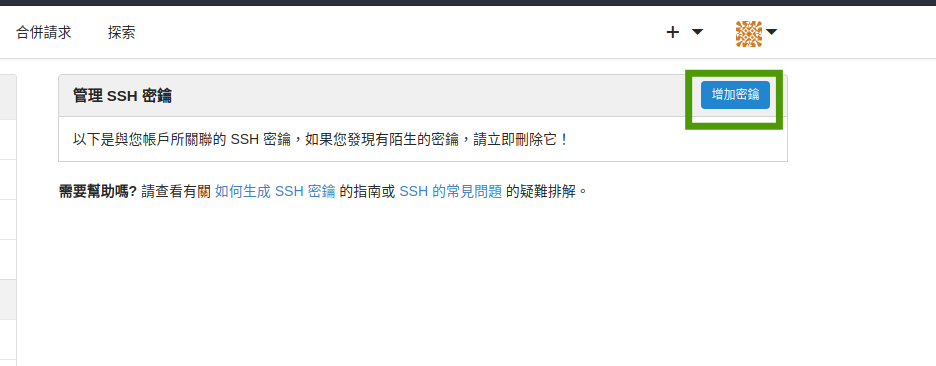 合併請求 探索
管理 SSH 密鑰 增加密鑰
以下是與您帳戶所關聯的 SSH 密鑰，如果您發現有陌生的密鑰，請立即刪除它！
需要幫助嗎? 請查看有關 如何生成 SSH 密鑰 的指南或 SSH 的常見問題 的疑難排解。